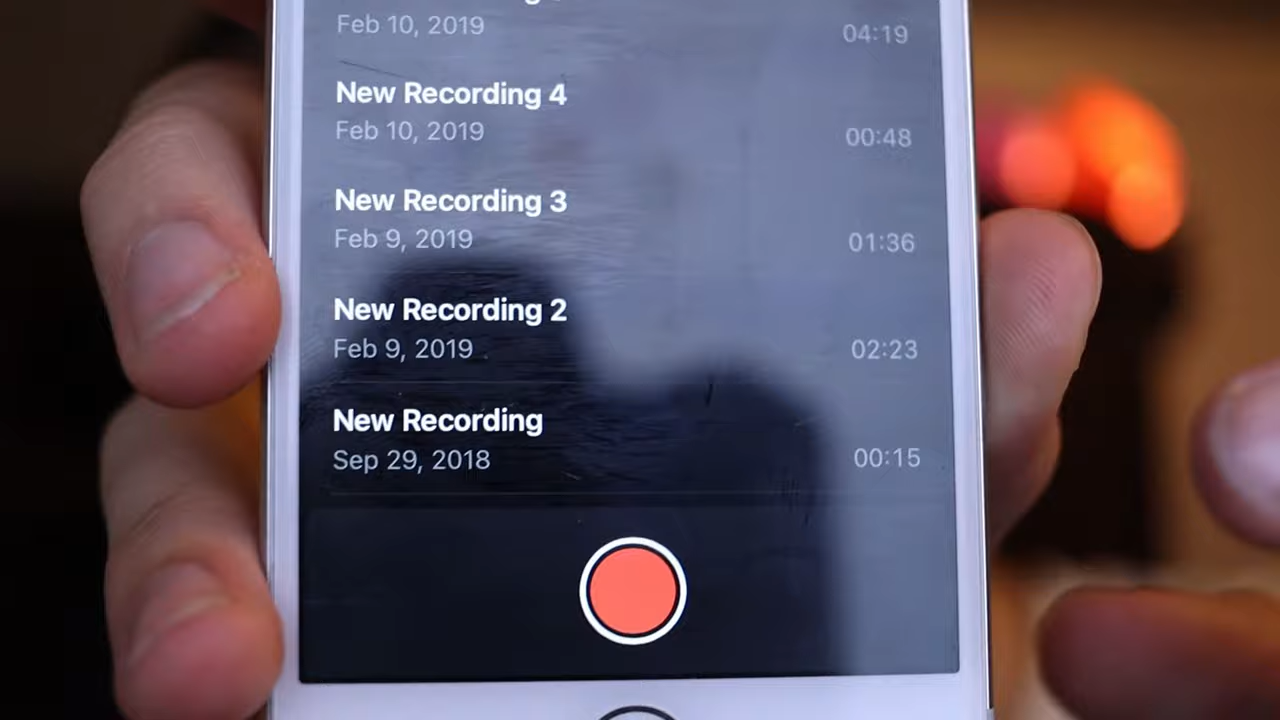 Feb 10, 2019
04:19
New Recording 4
Feb 10, 2019
00:48
New Recording 3
Feb 9, 2019
01:36
New Recording 2
Feb 9, 2019
02:23
New Recording
Sep 29, 2018
00:15